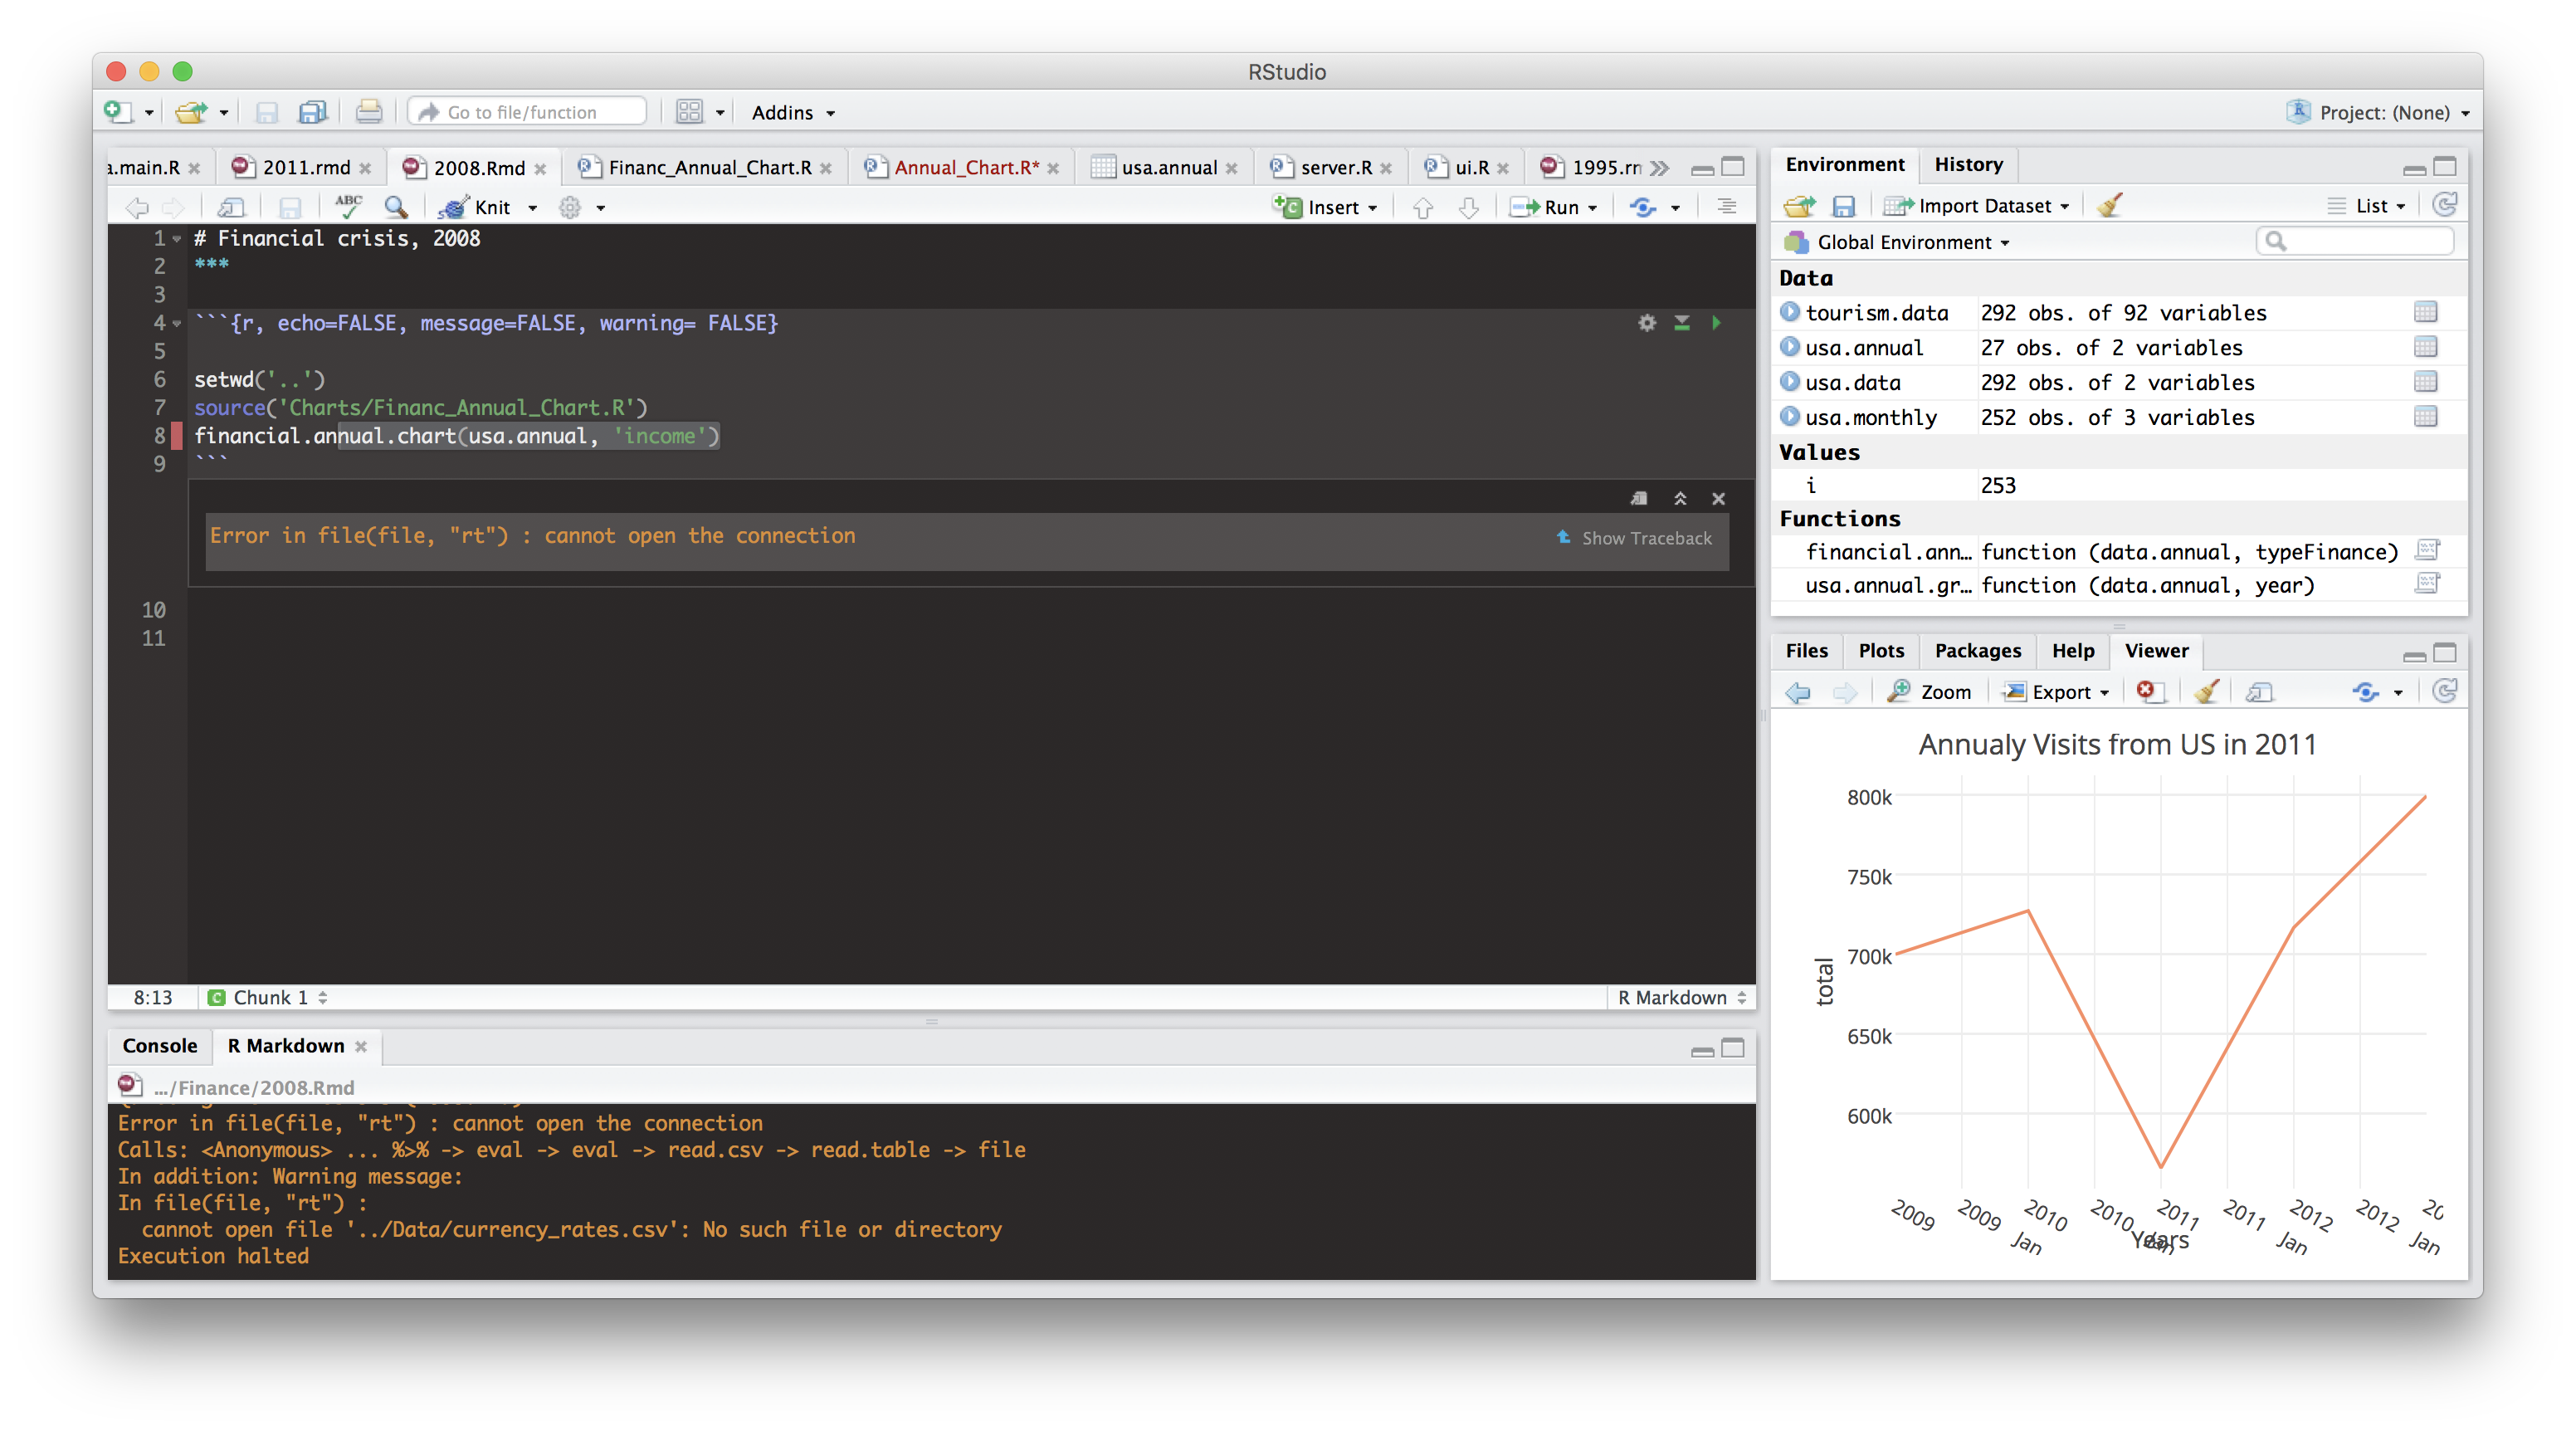 RStudio
Go to file/function
Addins
Project: (None)
a.main.R
2011.rmd
2008.Rmd
Financ_Annual_Chart.R
Annual_Chart.R*
usa.annual
server.R
ui.R
1995.rn
ABC
Knit
Insert
Run
1 # Financial crisis, 2008
2 ***
3
4 ```{r, echo=FALSE, message=FALSE, warning= FALSE}
5
6 setwd('..')
7 source('Charts/Financ_Annual_Chart.R')
8 financial.annual.chart(usa.annual, 'income')
9 ```
Error in file(file, "rt") : cannot open the connection
Show Traceback
10
11
8:13
C Chunk 1
R Markdown
Console
R Markdown
.../Finance/2008.Rmd
Error in file(file, "rt") : cannot open the connection
Calls: <Anonymous> ... %>% -> eval -> eval -> read.csv -> read.table -> file
In addition: Warning message:
In file(file, "rt") :
cannot open file '../Data/currency_rates.csv': No such file or directory
Execution halted
Environment
History
Import Dataset
List
Global Environment
Data
tourism.data 292 obs. of 92 variables
usa.annual 27 obs. of 2 variables
usa.data 292 obs. of 2 variables
usa.monthly 252 obs. of 3 variables
Values
i 253
Functions
financial.ann… function (data.annual, typeFinance)
usa.annual.gr… function (data.annual, year)
Files
Plots
Packages
Help
Viewer
Zoom
Export
Annualy Visits from US in 2011
800k
750k
700k
650k
600k
total
2009
2009
2010
Jan
2010
2011
Jan
2011
2012
Jan
2012
20
Jan
Years